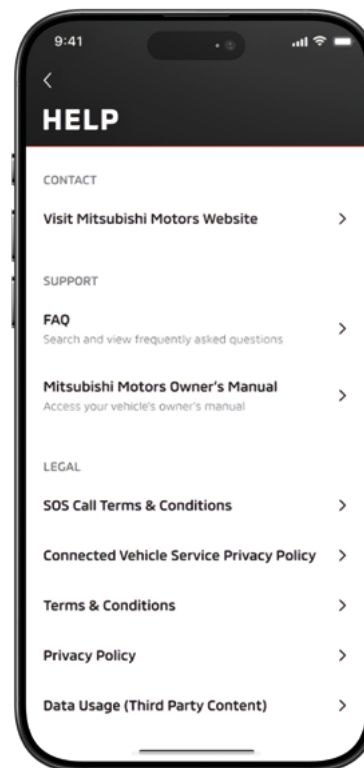 9:41
HELP
CONTACT
Visit Mitsubishi Motors Website
SUPPORT
FAQ
Search and view frequently asked questions
Mitsubishi Motors Owner's Manual
Access your vehicle's owner's manual
LEGAL
SOS Call Terms & Conditions
Connected Vehicle Service Privacy Policy
Terms & Conditions
Privacy Policy
Data Usage (Third Party Content)